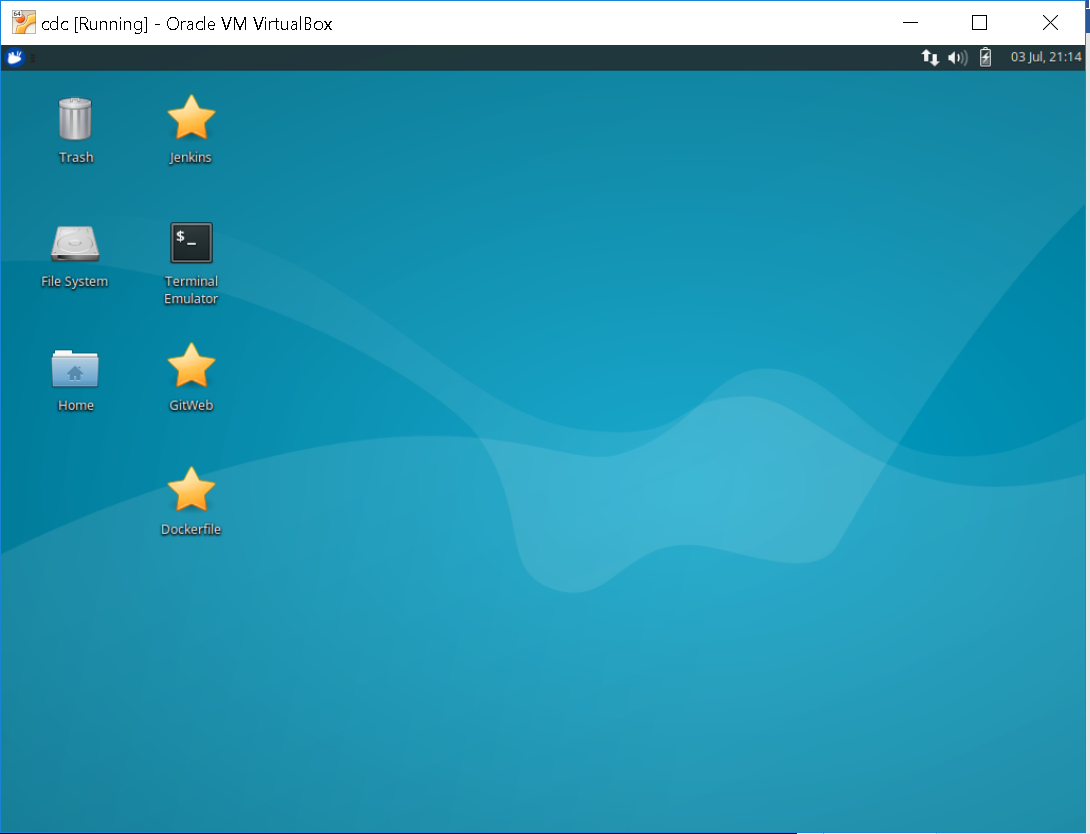 cdc [Running] - Oracle VM VirtualBox
03 Jul, 21:14
Trash
Jenkins
File System
$_
Terminal
Emulator
Home
GitWeb
Dockerfile